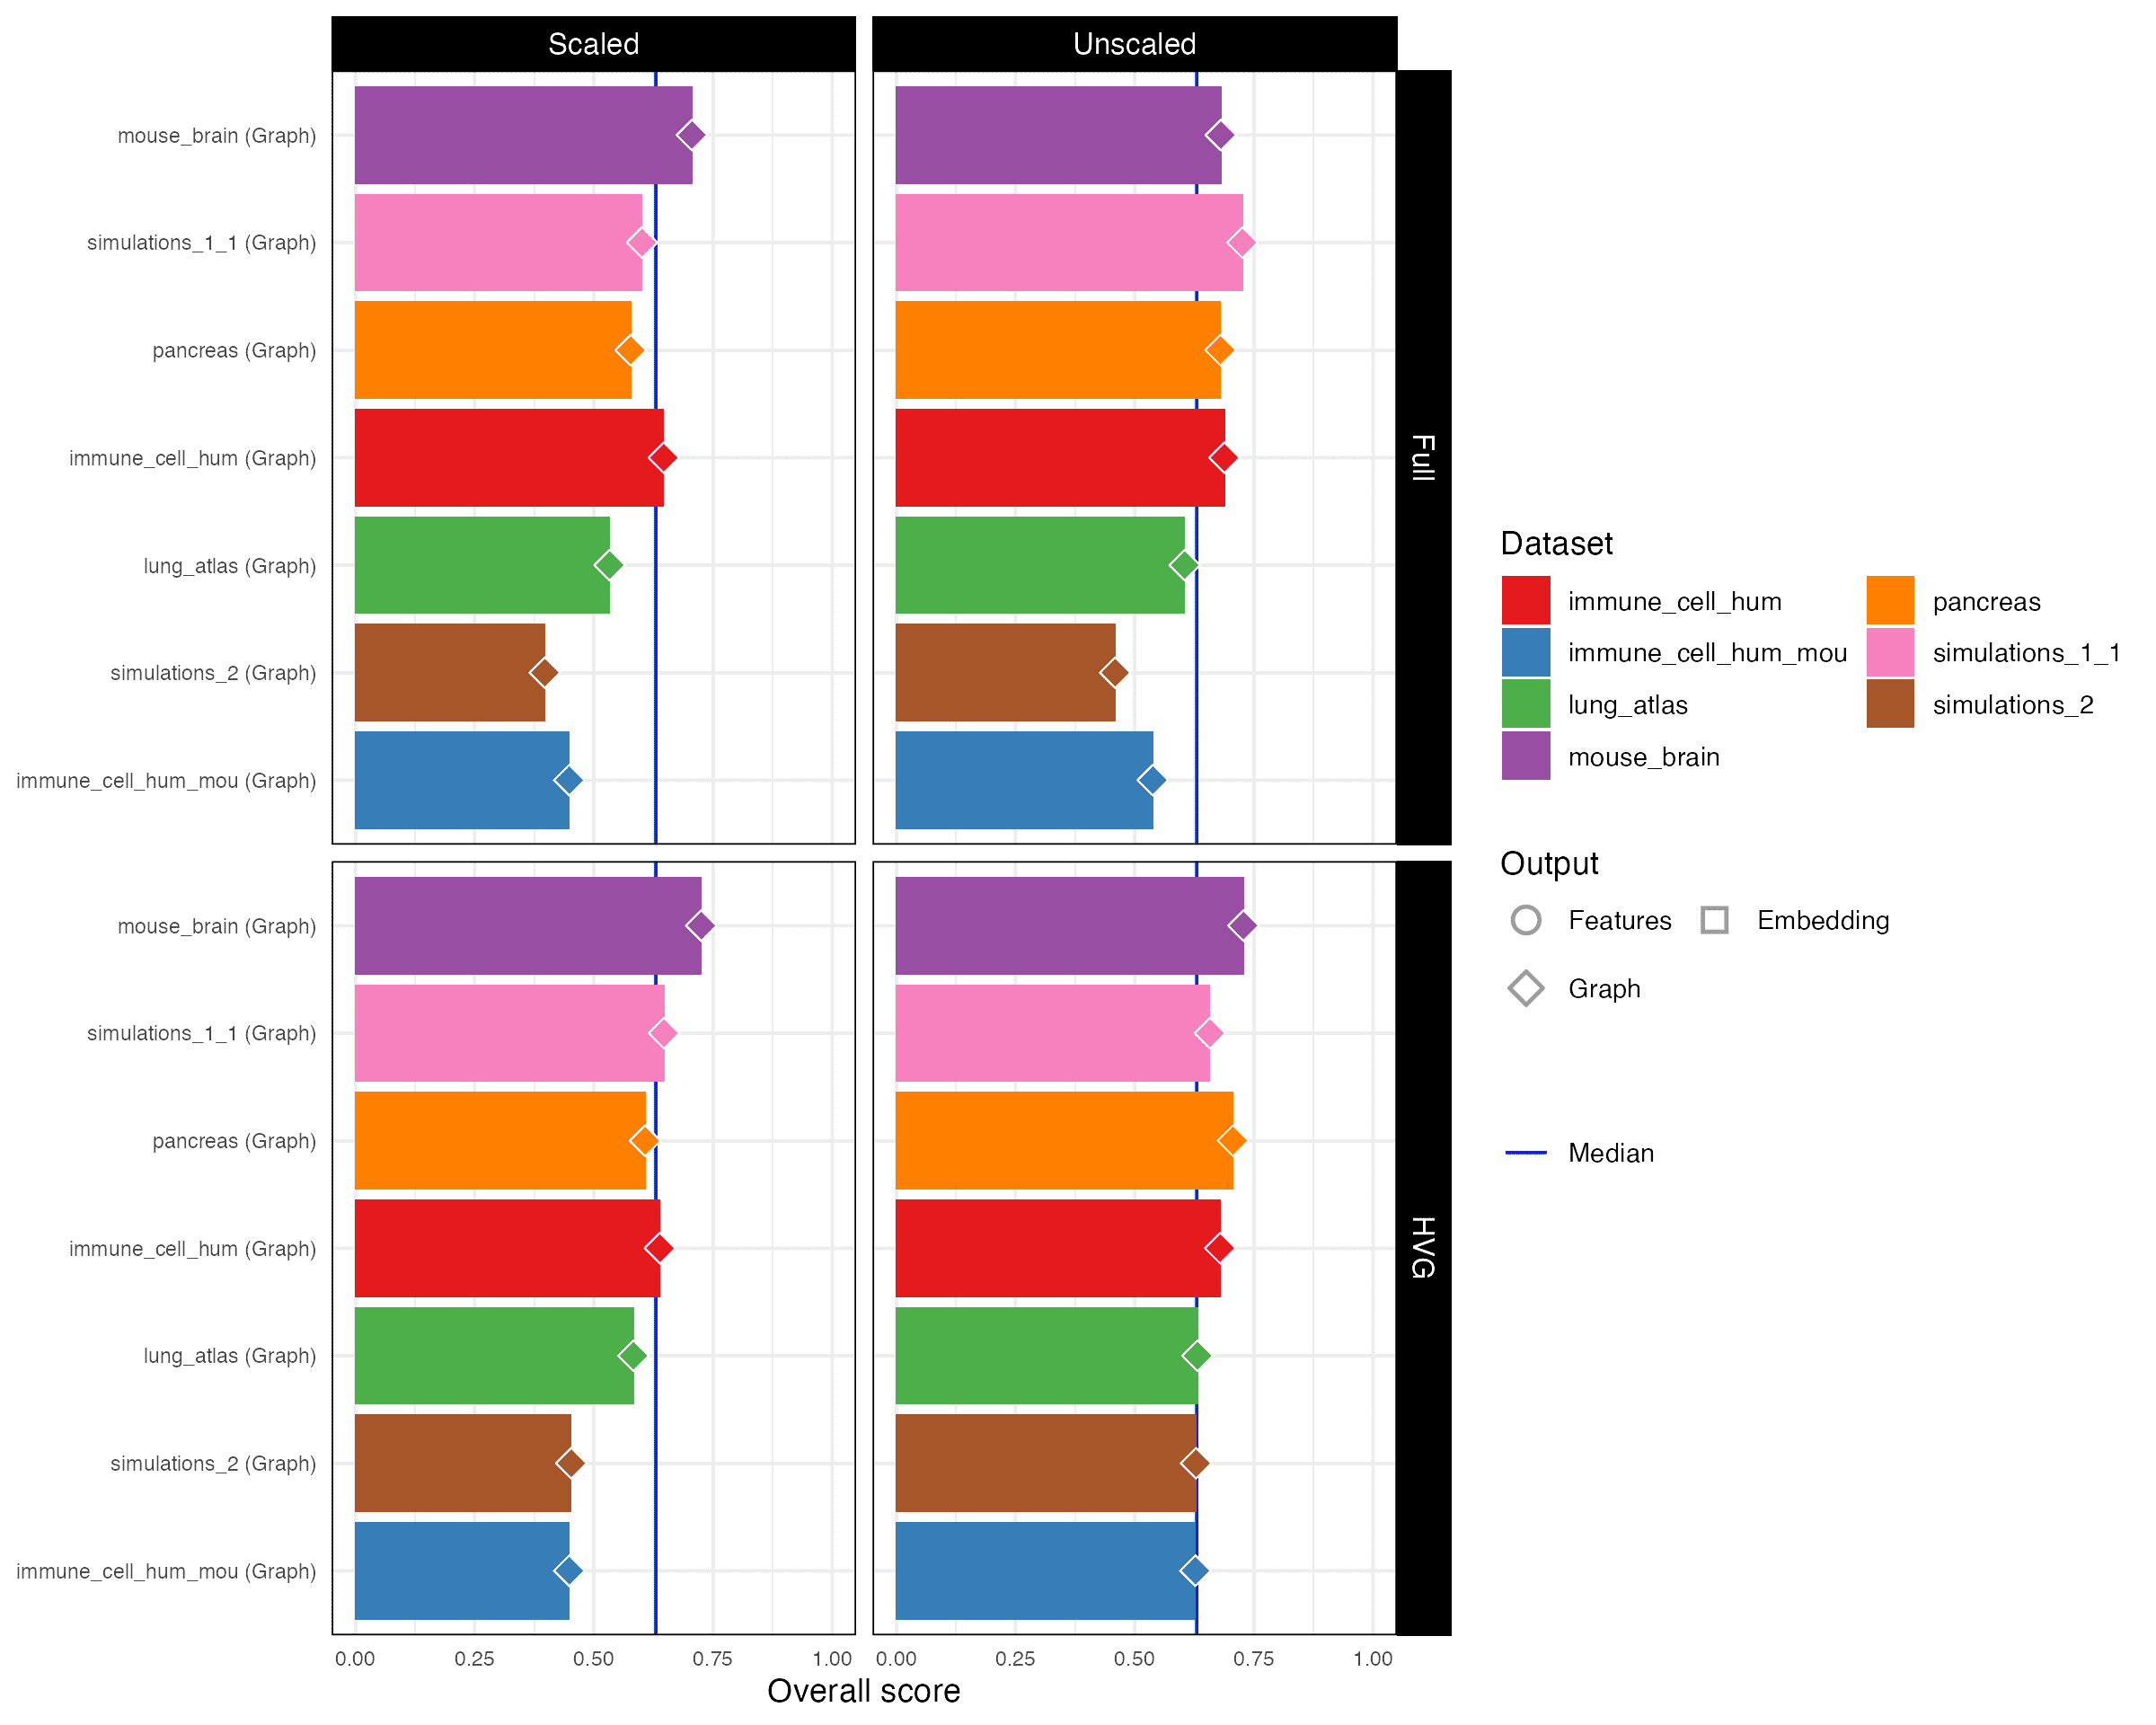 Scaled
Unscaled
mouse_brain (Graph)
simulations_1_1 (Graph)
pancreas (Graph)
immune_cell_hum (Graph)
lung_atlas (Graph)
simulations_2 (Graph)
immune_cell_hum_mou (Graph)
Full
mouse_brain (Graph)
simulations_1_1 (Graph)
pancreas (Graph)
immune_cell_hum (Graph)
lung_atlas (Graph)
simulations_2 (Graph)
immune_cell_hum_mou (Graph)
HVG
0.00 0.25 0.50 0.75 1.00
0.00 0.25 0.50 0.75 1.00
Overall score
Dataset
immune_cell_hum
immune_cell_hum_mou
lung_atlas
mouse_brain
pancreas
simulations_1_1
simulations_2
Output
Features
Embedding
Graph
Median